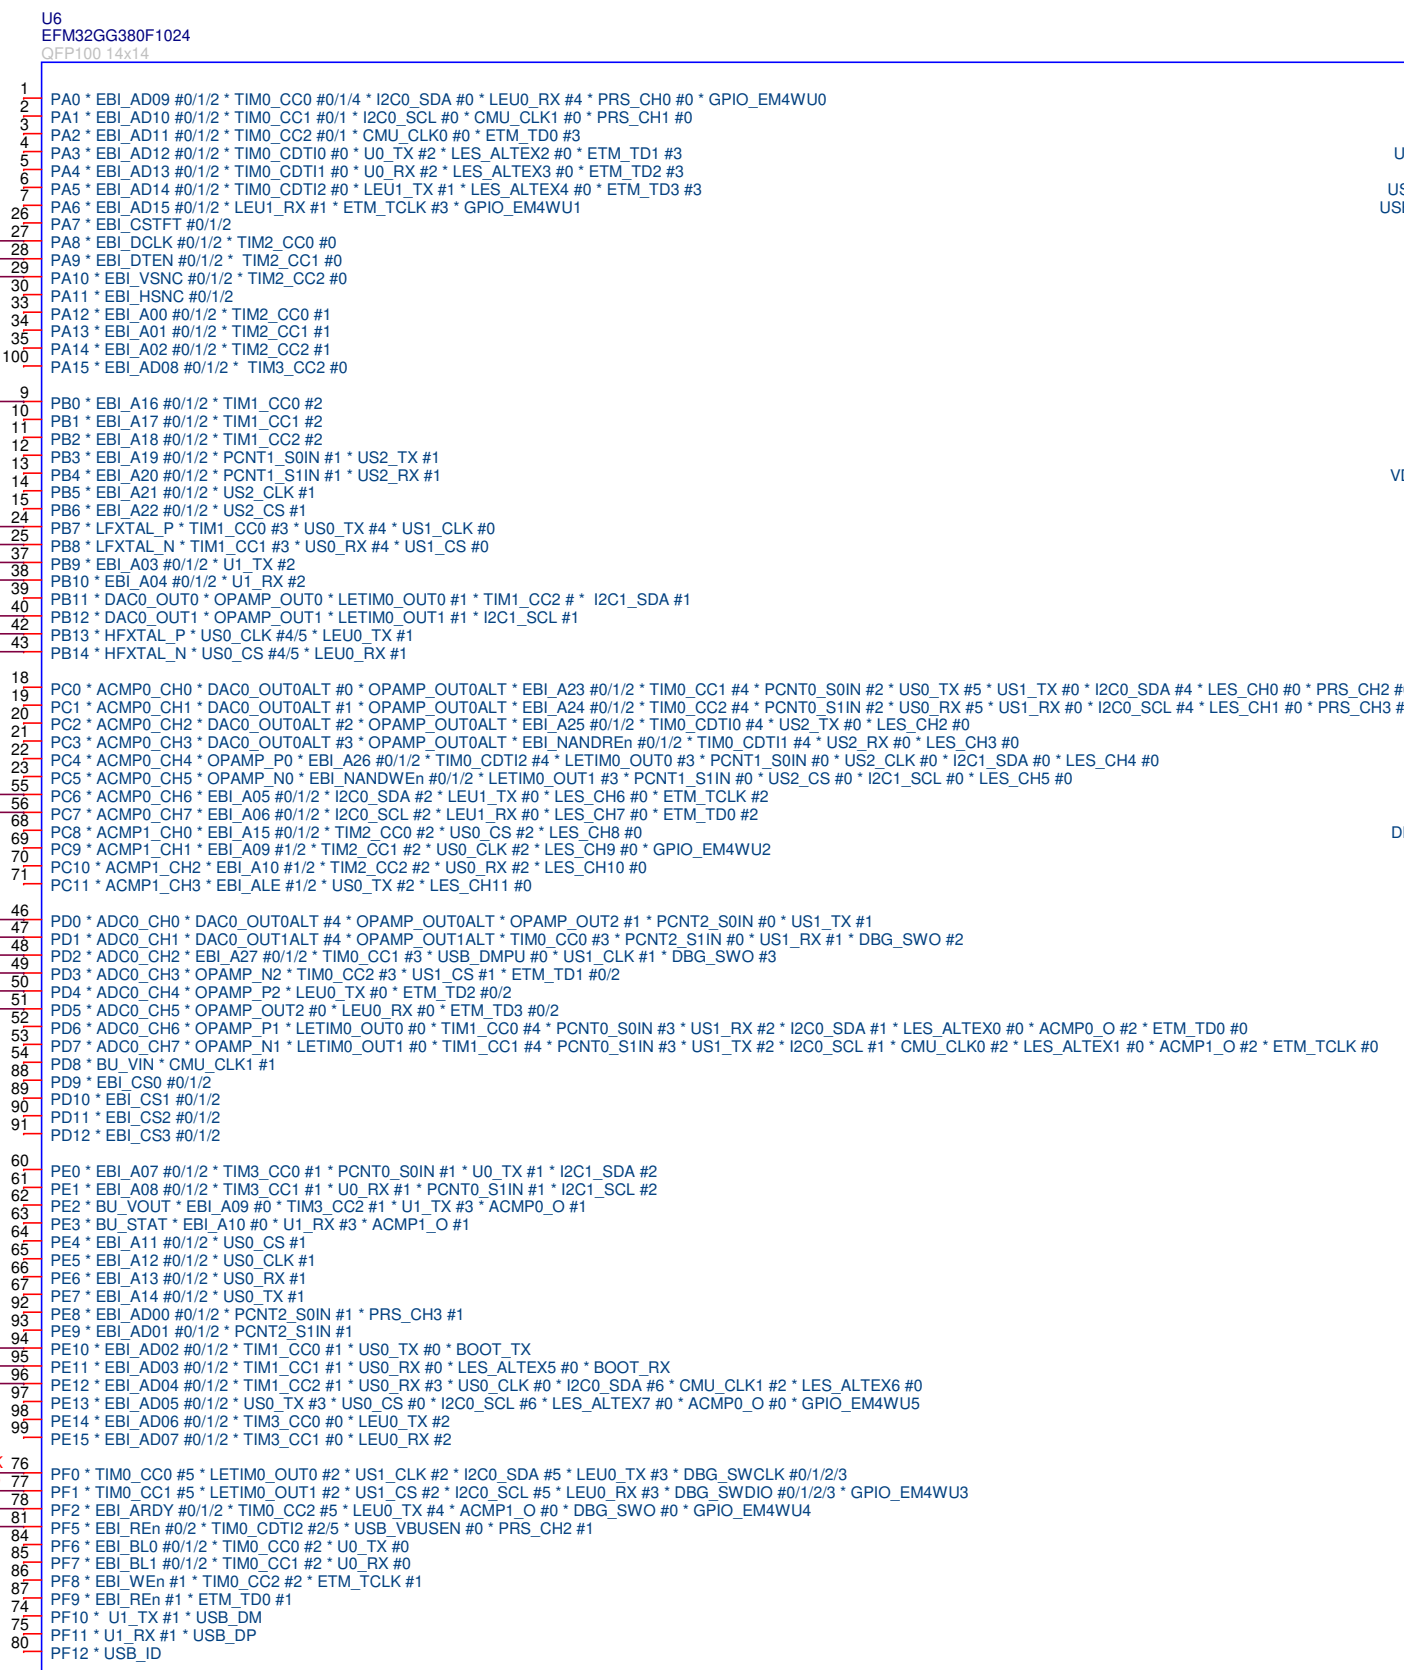 U6
EFM32GG380F1024
QFP100 14x14
1 PA0 * EBI_AD09 #0/1/2 * TIM0_CC0 #0/1/4 * I2C0_SDA #0 * LEU0_RX #4 * PRS_CH0 #0 * GPIO_EM4WU0
2 PA1 * EBI_AD10 #0/1/2 * TIM0_CC1 #0/1 * I2C0_SCL #0 * CMU_CLK1 #0 * PRS_CH1 #0
3 PA2 * EBI_AD11 #0/1/2 * TIM0_CC2 #0/1 * CMU_CLK0 #0 * ETM_TD0 #3
4 PA3 * EBI_AD12 #0/1/2 * TIM0_CDTI0 #0 * U0_TX #2 * LES_ALTEX2 #0 * ETM_TD1 #3 U
5 PA4 * EBI_AD13 #0/1/2 * TIM0_CDTI1 #0 * U0_RX #2 * LES_ALTEX3 #0 * ETM_TD2 #3
6 PA5 * EBI_AD14 #0/1/2 * TIM0_CDTI2 #0 * LEU1_TX #1 * LES_ALTEX4 #0 * ETM_TD3 #3 US
7 PA6 * EBI_AD15 #0/1/2 * LEU1_RX #1 * ETM_TCLK #3 * GPIO_EM4WU1 USB
26 PA7 * EBI_CSTFT #0/1/2
27 PA8 * EBI_DCLK #0/1/2 * TIM2_CC0 #0
28 PA9 * EBI_DTEN #0/1/2 * TIM2_CC1 #0
29 PA10 * EBI_VSNC #0/1/2 * TIM2_CC2 #0
30 PA11 * EBI_HSNC #0/1/2
33 PA12 * EBI_A00 #0/1/2 * TIM2_CC0 #1
34 PA13 * EBI_A01 #0/1/2 * TIM2_CC1 #1
35 PA14 * EBI_A02 #0/1/2 * TIM2_CC2 #1
100 PA15 * EBI_AD08 #0/1/2 * TIM3_CC2 #0
9 PB0 * EBI_A16 #0/1/2 * TIM1_CC0 #2
10 PB1 * EBI_A17 #0/1/2 * TIM1_CC1 #2
11 PB2 * EBI_A18 #0/1/2 * TIM1_CC2 #2
12 PB3 * EBI_A19 #0/1/2 * PCNT1_S0IN #1 * US2_TX #1
13 PB4 * EBI_A20 #0/1/2 * PCNT1_S1IN #1 * US2_RX #1 VD
14 PB5 * EBI_A21 #0/1/2 * US2_CLK #1
15 PB6 * EBI_A22 #0/1/2 * US2_CS #1
24 PB7 * LFXTAL_P * TIM1_CC0 #3 * US0_TX #4 * US1_CLK #0
25 PB8 * LFXTAL_N * TIM1_CC1 #3 * US0_RX #4 * US1_CS #0
37 PB9 * EBI_A03 #0/1/2 * U1_TX #2
38 PB10 * EBI_A04 #0/1/2 * U1_RX #2
39 PB11 * DAC0_OUT0 * OPAMP_OUT0 * LETIM0_OUT0 #1 * TIM1_CC2 # * I2C1_SDA #1
40 PB12 * DAC0_OUT1 * OPAMP_OUT1 * LETIM0_OUT1 #1 * I2C1_SCL #1
42 PB13 * HFXTAL_P * US0_CLK #4/5 * LEU0_TX #1
43 PB14 * HFXTAL_N * US0_CS #4/5 * LEU0_RX #1
18 PC0 * ACMP0_CH0 * DAC0_OUT0ALT #0 * OPAMP_OUT0ALT * EBI_A23 #0/1/2 * TIM0_CC1 #4 * PCNT0_S0IN #2 * US0_TX #5 * US1_TX #0 * I2C0_SDA #4 * LES_CH0 #0 * PRS_CH2 #0
19 PC1 * ACMP0_CH1 * DAC0_OUT0ALT #1 * OPAMP_OUT0ALT * EBI_A24 #0/1/2 * TIM0_CC2 #4 * PCNT0_S1IN #2 * US0_RX #5 * US1_RX #0 * I2C0_SCL #4 * LES_CH1 #0 * PRS_CH3 #
20 PC2 * ACMP0_CH2 * DAC0_OUT0ALT #2 * OPAMP_OUT0ALT * EBI_A25 #0/1/2 * TIM0_CDTI0 #4 * US2_TX #0 * LES_CH2 #0
21 PC3 * ACMP0_CH3 * DAC0_OUT0ALT #3 * OPAMP_OUT0ALT * EBI_NANDREn #0/1/2 * TIM0_CDTI1 #4 * US2_RX #0 * LES_CH3 #0
22 PC4 * ACMP0_CH4 * OPAMP_P0 * EBI_A26 #0/1/2 * TIM0_CDTI2 #4 * LETIM0_OUT0 #3 * PCNT1_S0IN #0 * US2_CLK #0 * I2C1_SDA #0 * LES_CH4 #0
23 PC5 * ACMP0_CH5 * OPAMP_N0 * EBI_NANDWEn #0/1/2 * LETIM0_OUT1 #3 * PCNT1_S1IN #0 * US2_CS #0 * I2C1_SCL #0 * LES_CH5 #0
55 PC6 * ACMP0_CH6 * EBI_A05 #0/1/2 * I2C0_SDA #2 * LEU1_TX #0 * LES_CH6 #0 * ETM_TCLK #2
56 PC7 * ACMP0_CH7 * EBI_A06 #0/1/2 * I2C0_SCL #2 * LEU1_RX #0 * LES_CH7 #0 * ETM_TD0 #2
68 PC8 * ACMP1_CH0 * EBI_A15 #0/1/2 * TIM2_CC0 #2 * US0_CS #2 * LES_CH8 #0
69 PC9 * ACMP1_CH1 * EBI_A09 #1/2 * TIM2_CC1 #2 * US0_CLK #2 * LES_CH9 #0 * GPIO_EM4WU2
70 PC10 * ACMP1_CH2 * EBI_A10 #1/2 * TIM2_CC2 #2 * US0_RX #2 * LES_CH10 #0
71 PC11 * ACMP1_CH3 * EBI_ALE #1/2 * US0_TX #2 * LES_CH11 #0
46 PD0 * ADC0_CH0 * DAC0_OUT0ALT #4 * OPAMP_OUT0ALT * OPAMP_OUT2 #1 * PCNT2_S0IN #0 * US1_TX #1
47 PD1 * ADC0_CH1 * DAC0_OUT1ALT #4 * OPAMP_OUT1ALT * TIM0_CC0 #3 * PCNT2_S1IN #0 * US1_RX #1 * DBG_SWO #2
48 PD2 * ADC0_CH2 * EBI_A27 #0/1/2 * TIM0_CC1 #3 * USB_DMPU #0 * US1_CLK #1 * DBG_SWO #3
49 PD3 * ADC0_CH3 * OPAMP_N2 * TIM0_CC2 #3 * US1_CS #1 * ETM_TD1 #0/2
50 PD4 * ADC0_CH4 * OPAMP_P2 * LEU0_TX #0 * ETM_TD2 #0/2
51 PD5 * ADC0_CH5 * OPAMP_OUT2 #0 * LEU0_RX #0 * ETM_TD3 #0/2
52 PD6 * ADC0_CH6 * OPAMP_P1 * LETIM0_OUT0 #0 * TIM1_CC0 #4 * PCNT0_S0IN #3 * US1_RX #2 * I2C0_SDA #1 * LES_ALTEX0 #0 * ACMP0_O #2 * ETM_TD0 #0
53 PD7 * ADC0_CH7 * OPAMP_N1 * LETIM0_OUT1 #0 * TIM1_CC1 #4 * PCNT0_S1IN #3 * US1_TX #2 * I2C0_SCL #1 * CMU_CLK0 #2 * LES_ALTEX1 #0 * ACMP1_O #2 * ETM_TCLK #0
54 PD8 * BU_VIN * CMU_CLK1 #1
88 PD9 * EBI_CS0 #0/1/2
89 PD10 * EBI_CS1 #0/1/2
90 PD11 * EBI_CS2 #0/1/2
91 PD12 * EBI_CS3 #0/1/2
60 PE0 * EBI_A07 #0/1/2 * TIM3_CC0 #1 * PCNT0_S0IN #1 * U0_TX #1 * I2C1_SDA #2
61 PE1 * EBI_A08 #0/1/2 * TIM3_CC1 #1 * U0_RX #1 * PCNT0_S1IN #1 * I2C1_SCL #2
62 PE2 * BU_VOUT * EBI_A09 #0 * TIM3_CC2 #1 * U1_TX #3 * ACMP0_O #1
63 PE3 * BU_STAT * EBI_A10 #0 * U1_RX #3 * ACMP1_O #1
64 PE4 * EBI_A11 #0/1/2 * US0_CS #1
65 PE5 * EBI_A12 #0/1/2 * US0_CLK #1
66 PE6 * EBI_A13 #0/1/2 * US0_RX #1
67 PE7 * EBI_A14 #0/1/2 * US0_TX #1
92 PE8 * EBI_AD00 #0/1/2 * PCNT2_S0IN #1 * PRS_CH3 #1
93 PE9 * EBI_AD01 #0/1/2 * PCNT2_S1IN #1
94 PE10 * EBI_AD02 #0/1/2 * TIM1_CC0 #1 * US0_TX #0 * BOOT_TX
95 PE11 * EBI_AD03 #0/1/2 * TIM1_CC1 #1 * US0_RX #0 * LES_ALTEX5 #0 * BOOT_RX
96 PE12 * EBI_AD04 #0/1/2 * TIM1_CC2 #1 * US0_RX #3 * US0_CLK #0 * I2C0_SDA #6 * CMU_CLK1 #2 * LES_ALTEX6 #0
97 PE13 * EBI_AD05 #0/1/2 * US0_TX #3 * US0_CS #0 * I2C0_SCL #6 * LES_ALTEX7 #0 * ACMP0_O #0 * GPIO_EM4WU5
98 PE14 * EBI_AD06 #0/1/2 * TIM3_CC0 #0 * LEU0_TX #2
99 PE15 * EBI_AD07 #0/1/2 * TIM3_CC1 #0 * LEU0_RX #2
76 PF0 * TIM0_CC0 #5 * LETIM0_OUT0 #2 * US1_CLK #2 * I2C0_SDA #5 * LEU0_TX #3 * DBG_SWCLK #0/1/2/3
77 PF1 * TIM0_CC1 #5 * LETIM0_OUT1 #2 * US1_CS #2 * I2C0_SCL #5 * LEU0_RX #3 * DBG_SWDIO #0/1/2/3 * GPIO_EM4WU3
78 PF2 * EBI_ARDY #0/1/2 * TIM0_CC2 #5 * LEU0_TX #4 * ACMP1_O #0 * DBG_SWO #0 * GPIO_EM4WU4
81 PF5 * EBI_REn #0/2 * TIM0_CDTI2 #2/5 * USB_VBUSEN #0 * PRS_CH2 #1
84 PF6 * EBI_BL0 #0/1/2 * TIM0_CC0 #2 * U0_TX #0
85 PF7 * EBI_BL1 #0/1/2 * TIM0_CC1 #2 * U0_RX #0
86 PF8 * EBI_WEn #1 * TIM0_CC2 #2 * ETM_TCLK #1
87 PF9 * EBI_REn #1 * ETM_TD0 #1
74 PF10 * U1_TX #1 * USB_DM
75 PF11 * U1_RX #1 * USB_DP
80 PF12 * USB_ID